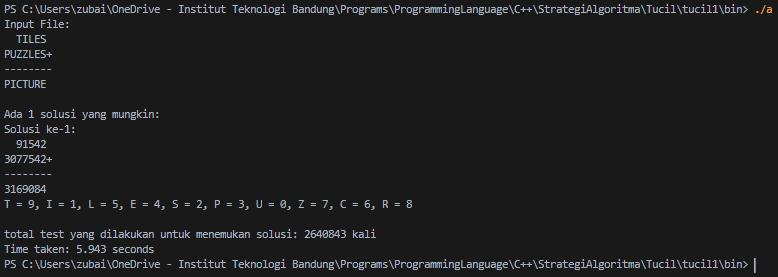 PS C:\Users\zubai\OneDrive - Institut Teknologi Bandung\Programs\ProgrammingLanguage\C++\StrategiAlgoritma\Tucil\tucil1\bin> ./a
Input File:
  TILES
PUZZLES+
--------
PICTURE

Ada 1 solusi yang mungkin:
Solusi ke-1:
  91542
3077542+
--------
3169084
T = 9, I = 1, L = 5, E = 4, S = 2, P = 3, U = 0, Z = 7, C = 6, R = 8

total test yang dilakukan untuk menemukan solusi: 2640843 kali
Time taken: 5.943 seconds
PS C:\Users\zubai\OneDrive - Institut Teknologi Bandung\Programs\ProgrammingLanguage\C++\StrategiAlgoritma\Tucil\tucil1\bin>